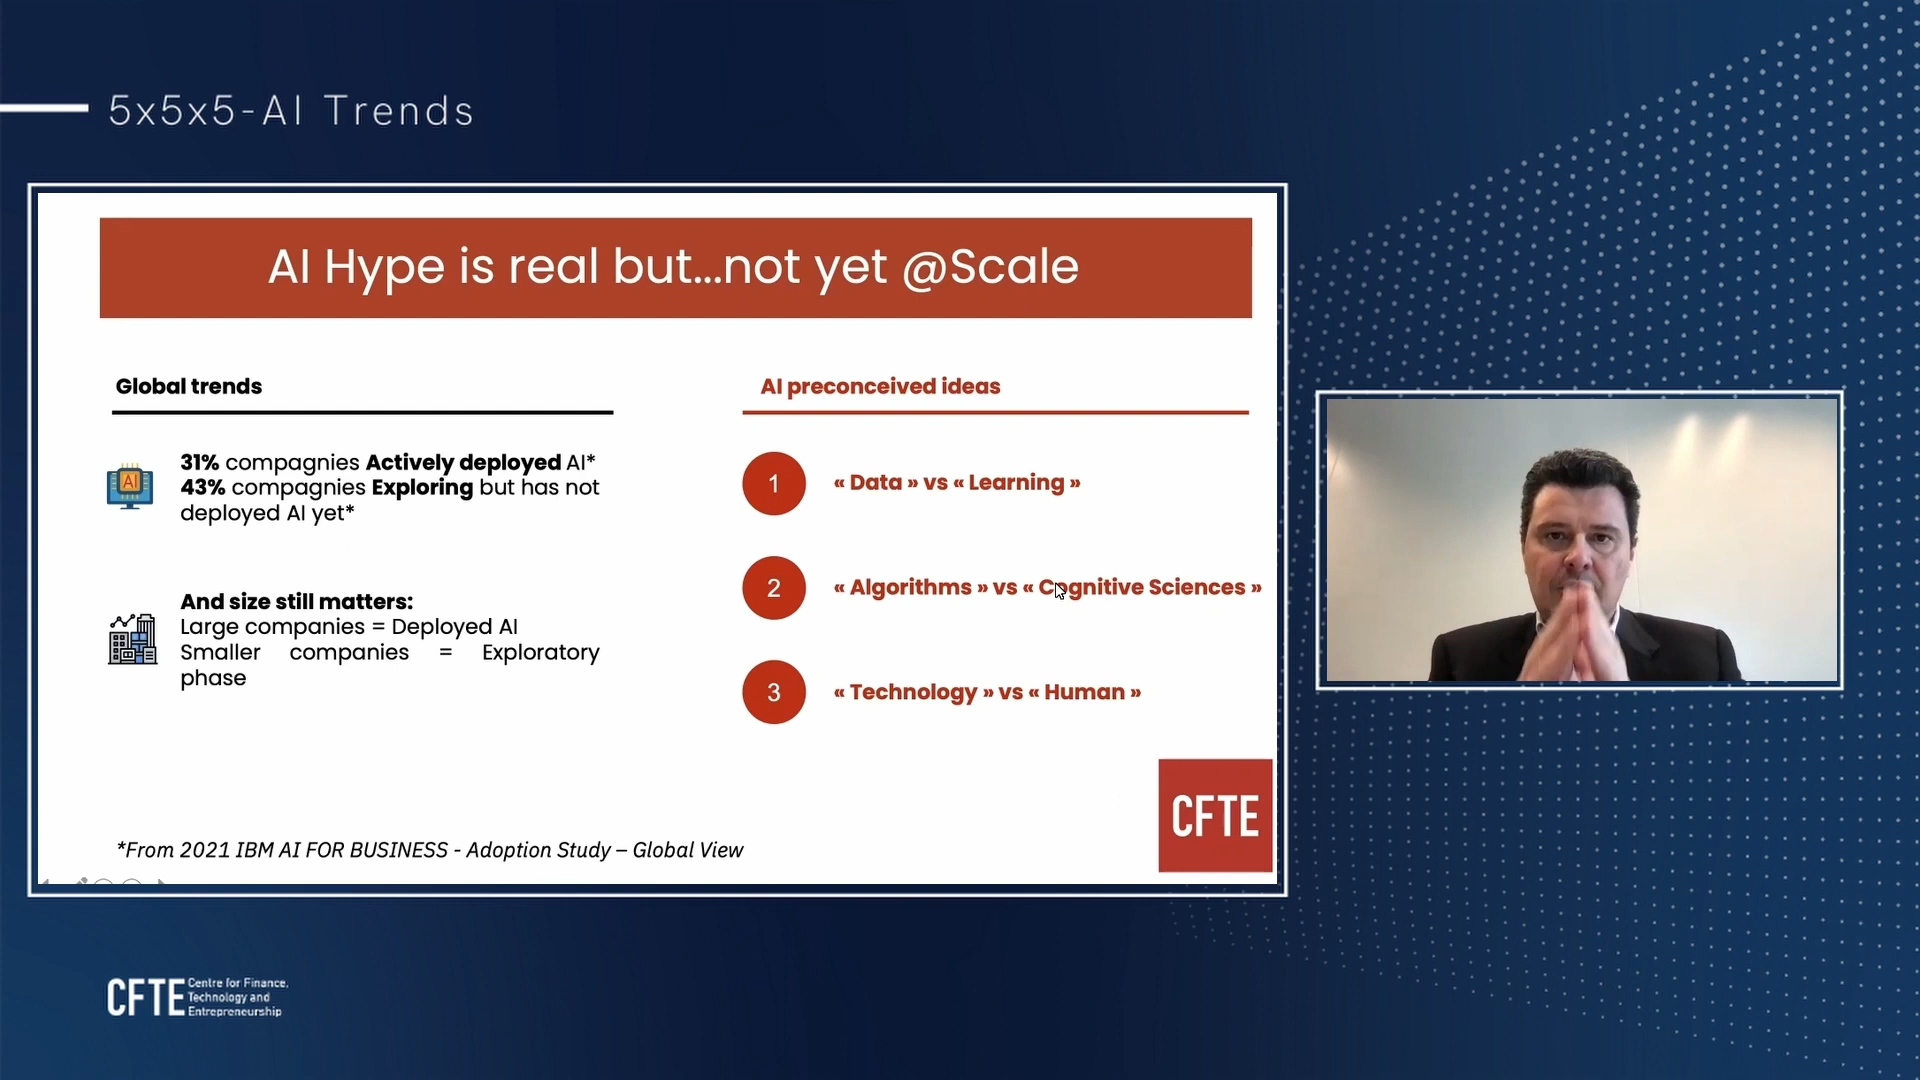 5x5x5-AI Trends
AI Hype is real but...not yet @Scale
Global trends
31% compagnies Actively deployed AI*
43% compagnies Exploring but has not
deployed AI yet*
And size still matters:
Large companies = Deployed AI
Smaller companies = Exploratory
phase
AI preconceived ideas
1 « Data » vs « Learning »
2 « Algorithms » vs « Cognitive Sciences »
3 « Technology » vs « Human »
AI
CFTE
*From 2021 IBM AI FOR BUSINESS - Adoption Study – Global View
CFTE
Centre for Finance,
Technology and
Entrepreneurship